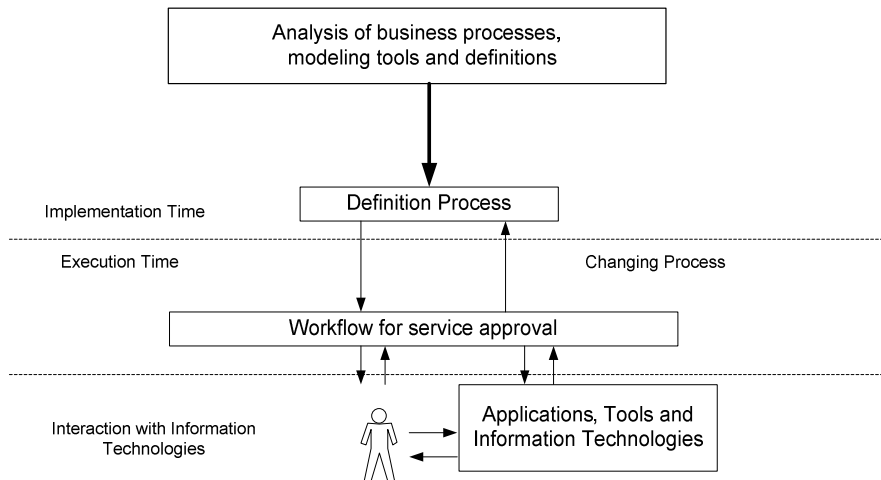 Analysis of business processes,
modeling tools and definitions
Definition Process
Implementation Time
Execution Time
Changing Process
Workflow for service approval
Applications, Tools and
Information Technologies
Interaction with Information
Technologies